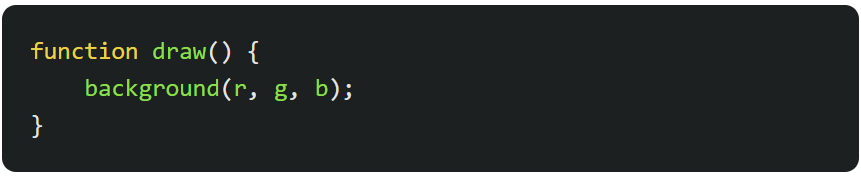 function draw() {
    background(r, g, b);
}